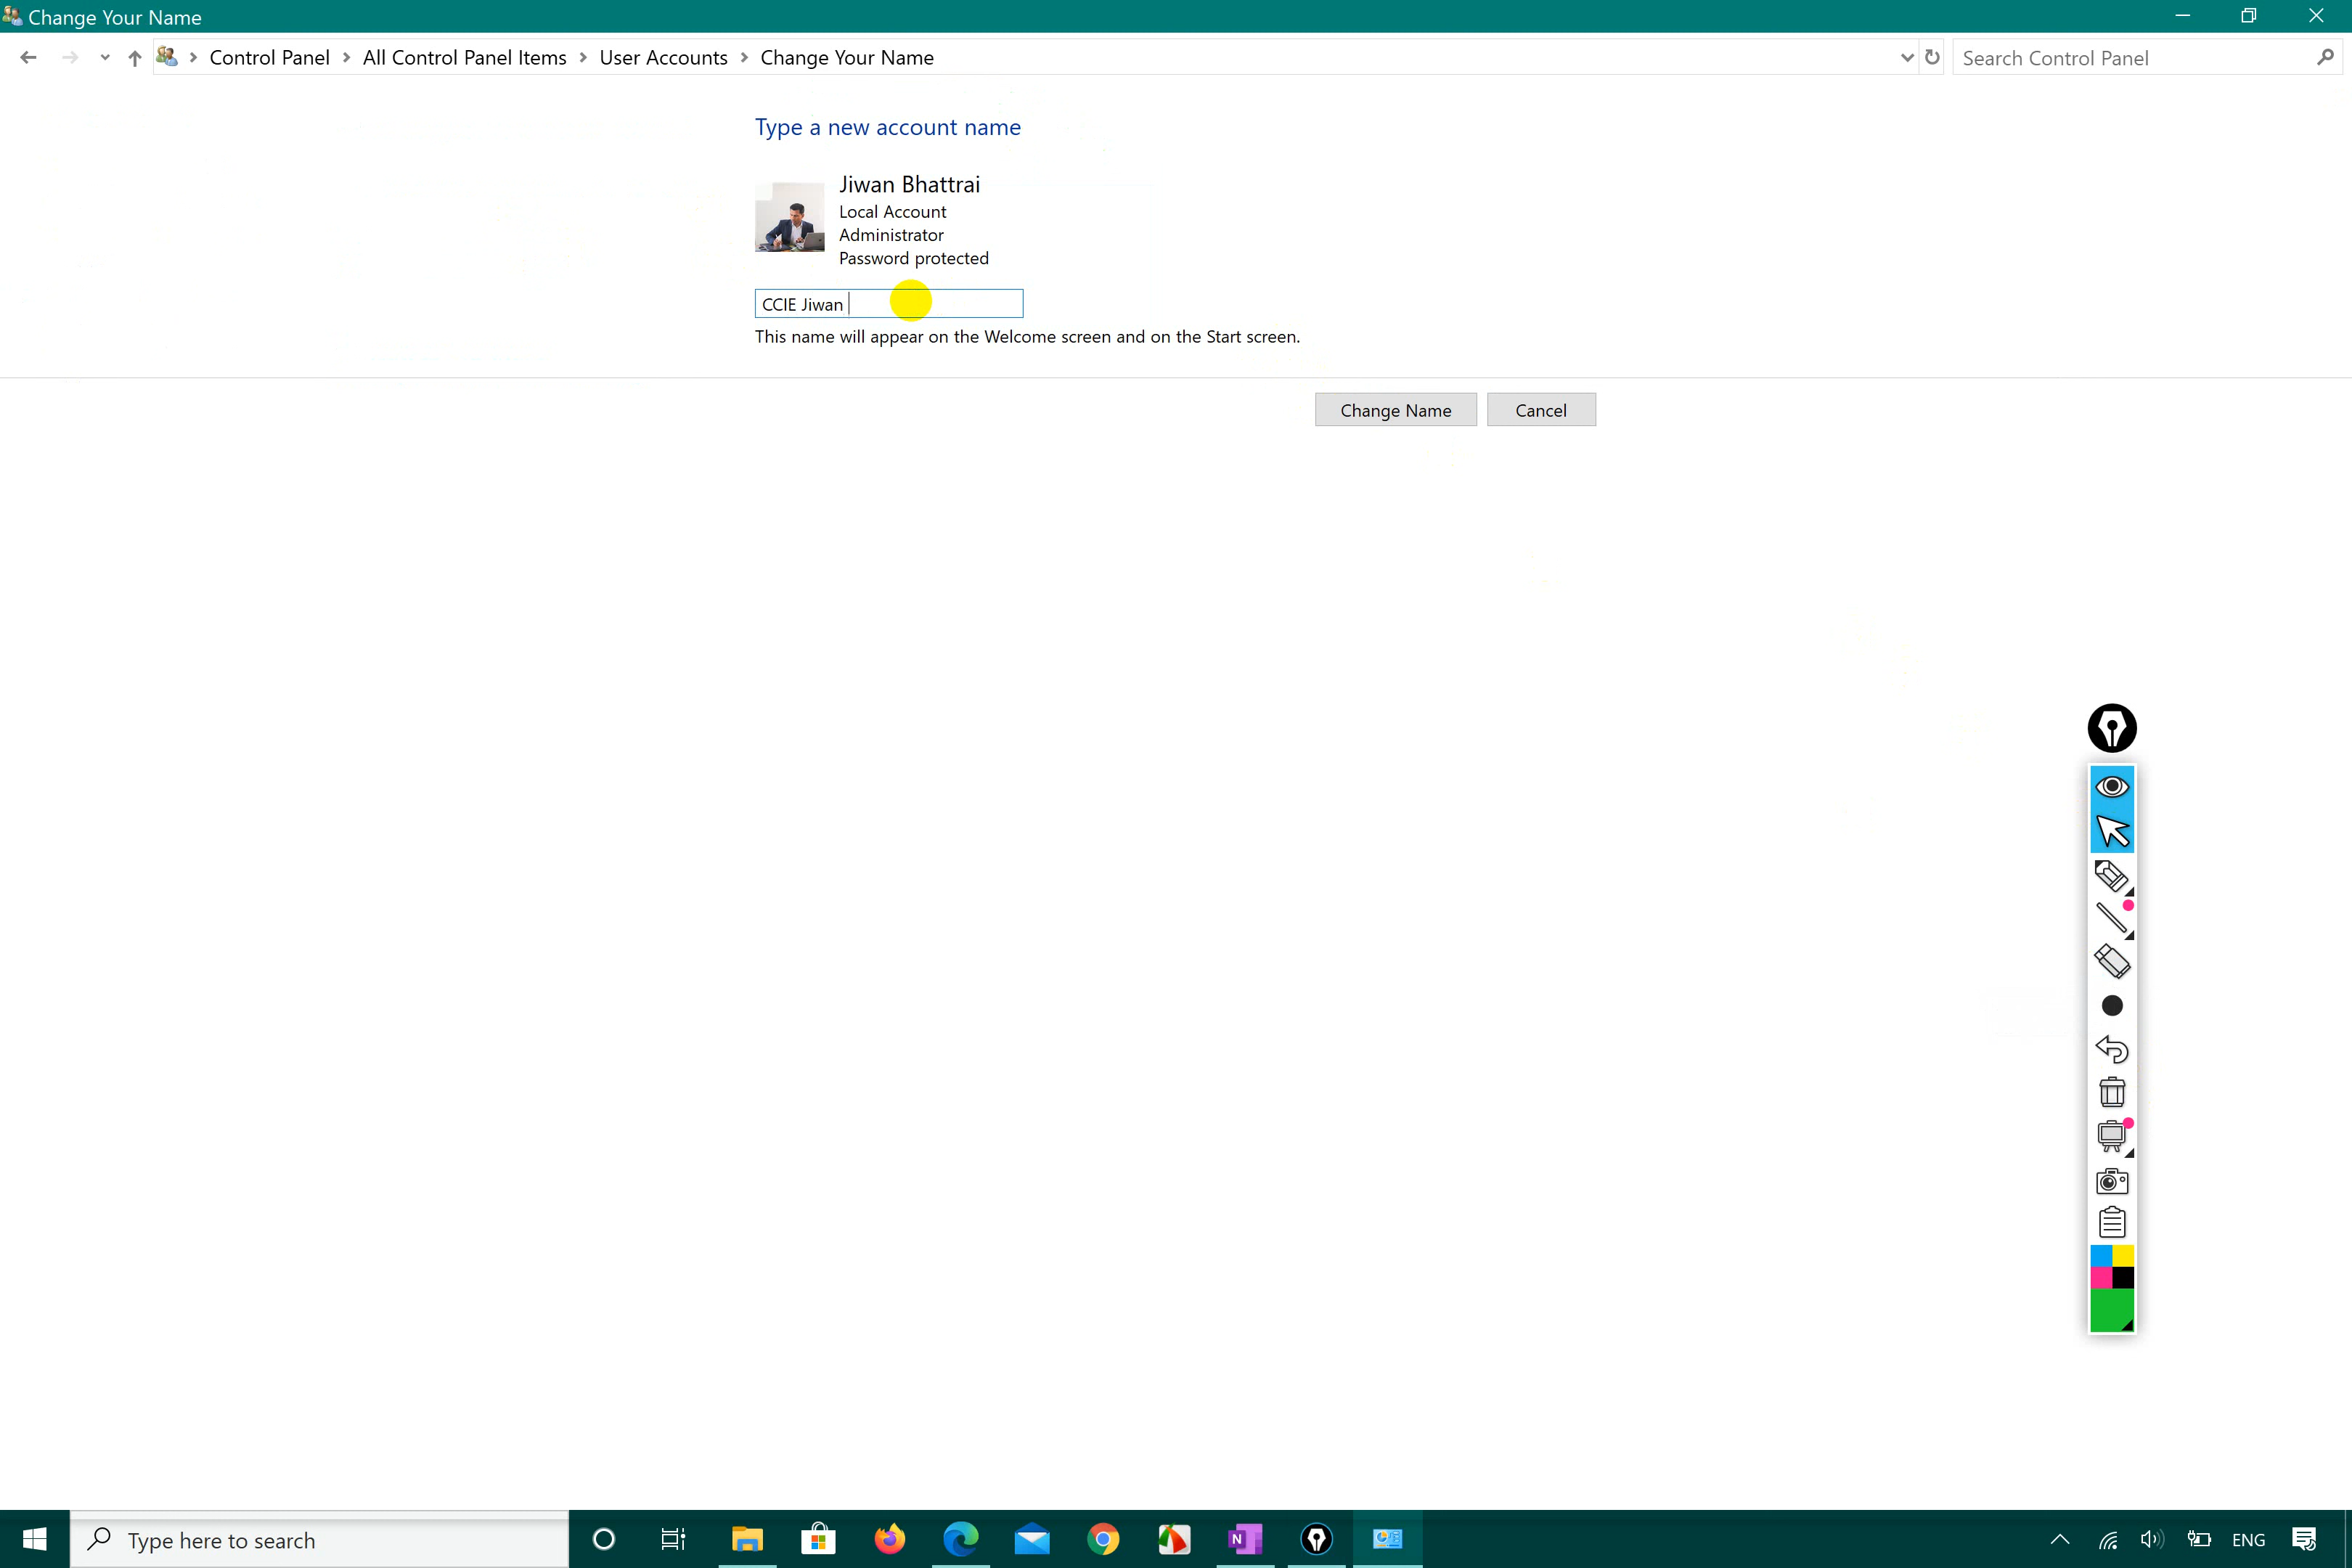 Change Your Name
Control Panel > All Control Panel Items > User Accounts > Change Your Name
Search Control Panel
Type a new account name
Jiwan Bhattrai
Local Account
Administrator
Password protected
CCIE Jiwan
This name will appear on the Welcome screen and on the Start screen.
Change Name
Cancel
Type here to search
N
ENG